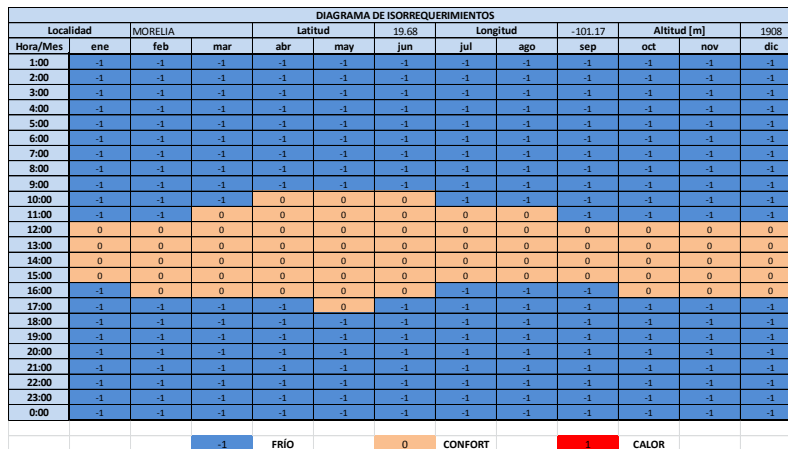 DIAGRAMA DE ISORREQUERIMIENTOS
Localidad MORELIA Latitud 19.68 Longitud -101.17 Altitud [m] 1908
Hora/Mes ene feb mar abr may jun jul ago sep oct nov dic
1:00 -1 -1 -1 -1 -1 -1 -1 -1 -1 -1 -1 -1
2:00 -1 -1 -1 -1 -1 -1 -1 -1 -1 -1 -1 -1
3:00 -1 -1 -1 -1 -1 -1 -1 -1 -1 -1 -1 -1
4:00 -1 -1 -1 -1 -1 -1 -1 -1 -1 -1 -1 -1
5:00 -1 -1 -1 -1 -1 -1 -1 -1 -1 -1 -1 -1
6:00 -1 -1 -1 -1 -1 -1 -1 -1 -1 -1 -1 -1
7:00 -1 -1 -1 -1 -1 -1 -1 -1 -1 -1 -1 -1
8:00 -1 -1 -1 -1 -1 -1 -1 -1 -1 -1 -1 -1
9:00 -1 -1 -1 -1 -1 -1 -1 -1 -1 -1 -1 -1
10:00 -1 -1 -1 0 0 0 -1 -1 -1 -1 -1 -1
11:00 -1 -1 0 0 0 0 0 0 -1 -1 -1 -1
12:00 0 0 0 0 0 0 0 0 0 0 0 0
13:00 0 0 0 0 0 0 0 0 0 0 0 0
14:00 0 0 0 0 0 0 0 0 0 0 0 0
15:00 0 0 0 0 0 0 0 0 0 0 0 0
16:00 -1 0 0 0 0 0 -1 -1 -1 0 0 0
17:00 -1 -1 -1 -1 0 -1 -1 -1 -1 -1 -1 -1
18:00 -1 -1 -1 -1 -1 -1 -1 -1 -1 -1 -1 -1
19:00 -1 -1 -1 -1 -1 -1 -1 -1 -1 -1 -1 -1
20:00 -1 -1 -1 -1 -1 -1 -1 -1 -1 -1 -1 -1
21:00 -1 -1 -1 -1 -1 -1 -1 -1 -1 -1 -1 -1
22:00 -1 -1 -1 -1 -1 -1 -1 -1 -1 -1 -1 -1
23:00 -1 -1 -1 -1 -1 -1 -1 -1 -1 -1 -1 -1
0:00 -1 -1 -1 -1 -1 -1 -1 -1 -1 -1 -1 -1
-1 FRÍO 0 CONFORT 1 CALOR